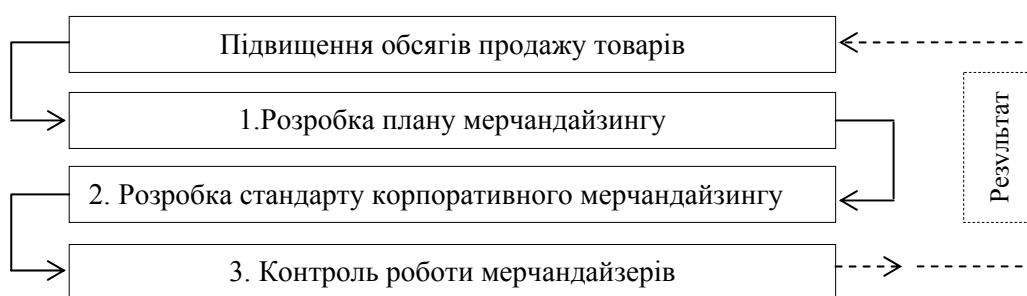 Підвищення обсягів продажу товарів
1.Розробка плану мерчандайзингу
2. Розробка стандарту корпоративного мерчандайзингу
3. Контроль роботи мерчандайзерів
Результат